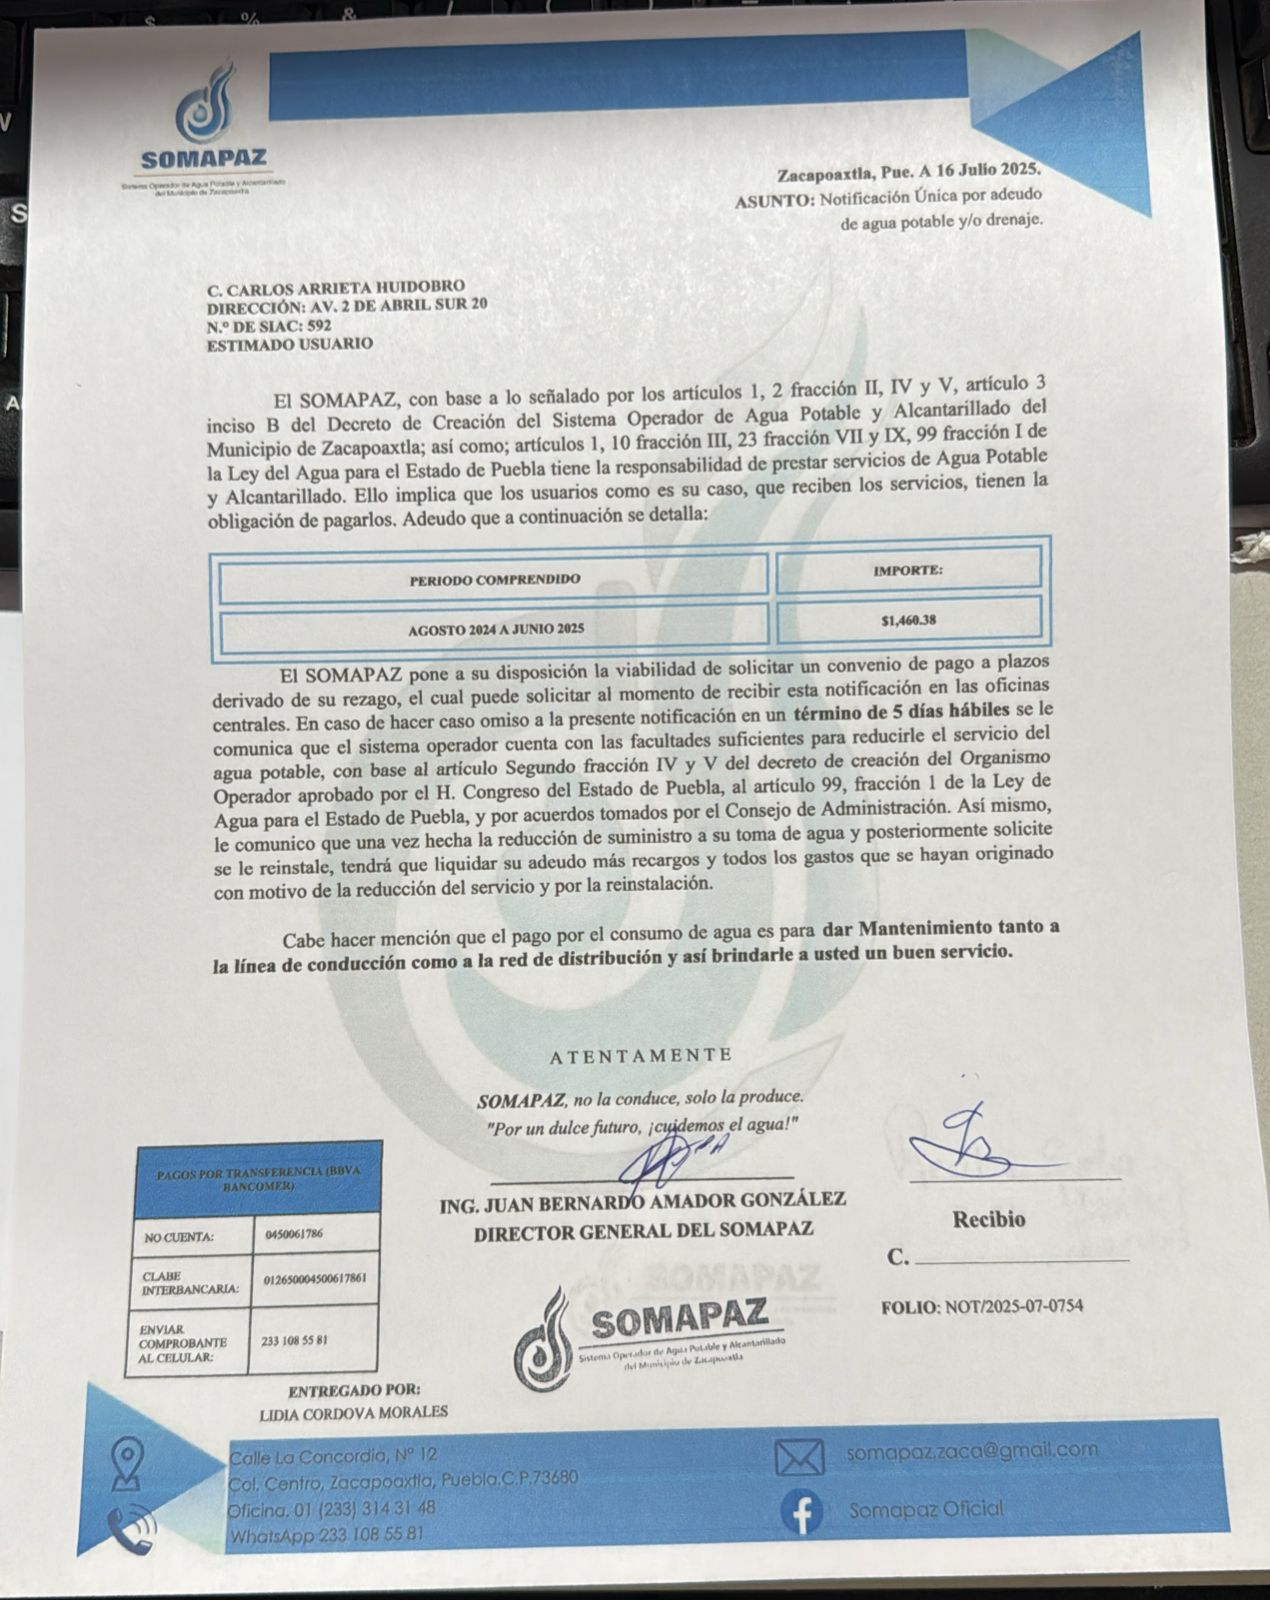 SOMAPAZ
Sistema Operador de Agua Potable y Alcantarillado
del Municipio de Zacapoaxtla
Zacapoaxtla, Pue. A 16 Julio 2025.
ASUNTO: Notificación Única por adeudo
de agua potable y/o drenaje.
C. CARLOS ARRIETA HUIDOBRO
DIRECCIÓN: AV. 2 DE ABRIL SUR 20
N.º DE SIAC: 592
ESTIMADO USUARIO
El SOMAPAZ, con base a lo señalado por los artículos 1, 2 fracción II, IV y V, artículo 3
inciso B del Decreto de Creación del Sistema Operador de Agua Potable y Alcantarillado del
Municipio de Zacapoaxtla; así como; artículos 1, 10 fracción III, 23 fracción VII y IX, 99 fracción I de
la Ley del Agua para el Estado de Puebla tiene la responsabilidad de prestar servicios de Agua Potable
y Alcantarillado. Ello implica que los usuarios como es su caso, que reciben los servicios, tienen la
obligación de pagarlos. Adeudo que a continuación se detalla:
PERIODO COMPRENDIDO
IMPORTE:
AGOSTO 2024 A JUNIO 2025
$1,460.38
El SOMAPAZ pone a su disposición la viabilidad de solicitar un convenio de pago a plazos
derivado de su rezago, el cual puede solicitar al momento de recibir esta notificación en las oficinas
centrales. En caso de hacer caso omiso a la presente notificación en un término de 5 días hábiles se le
comunica que el sistema operador cuenta con las facultades suficientes para reducirle el servicio del
agua potable, con base al artículo Segundo fracción IV y V del decreto de creación del Organismo
Operador aprobado por el H. Congreso del Estado de Puebla, al artículo 99, fracción 1 de la Ley de
Agua para el Estado de Puebla, y por acuerdos tomados por el Consejo de Administración. Así mismo,
le comunico que una vez hecha la reducción de suministro a su toma de agua y posteriormente solicite
se le reinstale, tendrá que liquidar su adeudo más recargos y todos los gastos que se hayan originado
con motivo de la reducción del servicio y por la reinstalación.
Cabe hacer mención que el pago por el consumo de agua es para dar Mantenimiento tanto a
la línea de conducción como a la red de distribución y así brindarle a usted un buen servicio.
ATENTAMENTE
SOMAPAZ, no la conduce, solo la produce.
"Por un dulce futuro, ¡cuidemos el agua!"
ING. JUAN BERNARDO AMADOR GONZÁLEZ
DIRECTOR GENERAL DEL SOMAPAZ
Recibio
C.
FOLIO: NOT/2025-07-0754
PAGOS POR TRANSFERENCIA (BBVA
BANCOMER)
NO CUENTA:
0450061786
CLABE
INTERBANCARIA:
012650004500617861
ENVIAR
COMPROBANTE
AL CELULAR:
233 108 55 81
SOMAPAZ
Sistema Operador de Agua Potable y Alcantarillado
del Municipio de Zacapoaxtla
ENTREGADO POR:
LIDIA CORDOVA MORALES
Calle La Concordia, Nº 12
Col. Centro, Zacapoaxtla, Puebla.C.P.73680
Oficina. 01 (233) 314 31 48
WhatsApp 233 108 55 81
somapaz.zaca@gmail.com
Somapaz Oficial